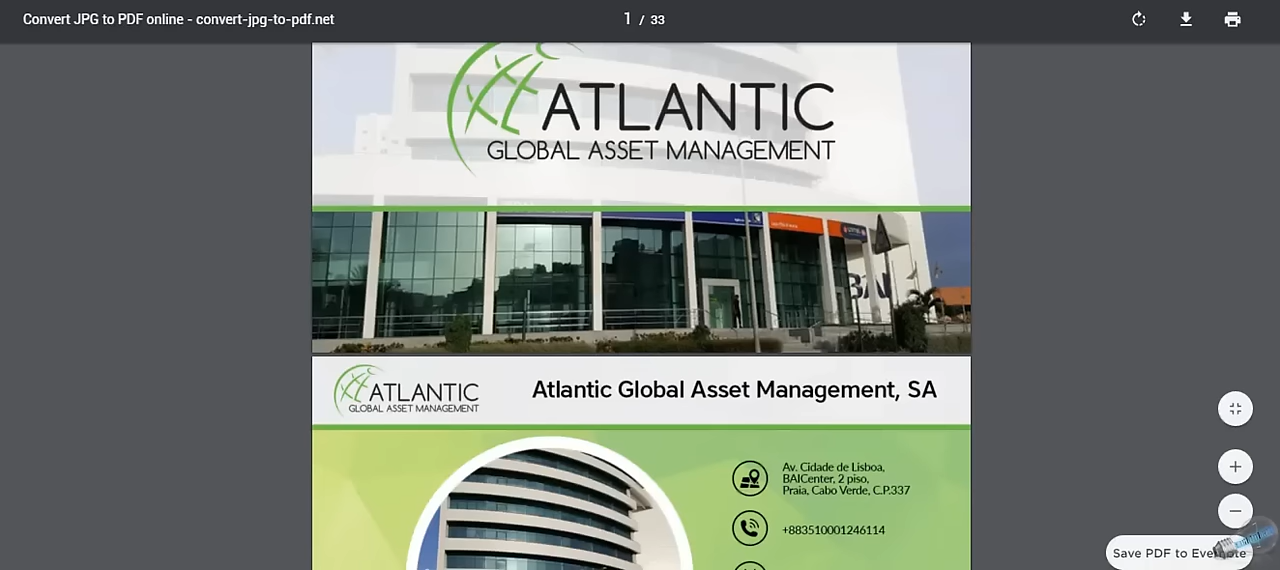 Convert JPG to PDF online - convert-jpg-to-pdf.net
1 / 33
ATLANTIC
GLOBAL ASSET MANAGEMENT
BAI
ATLANTIC
GLOBAL ASSET MANAGEMENT
Atlantic Global Asset Management, SA
Av. Cidade de Lisboa,
BAICenter, 2 piso,
Praia, Cabo Verde, C.P.337
+883510001246114
Save PDF to Evernote